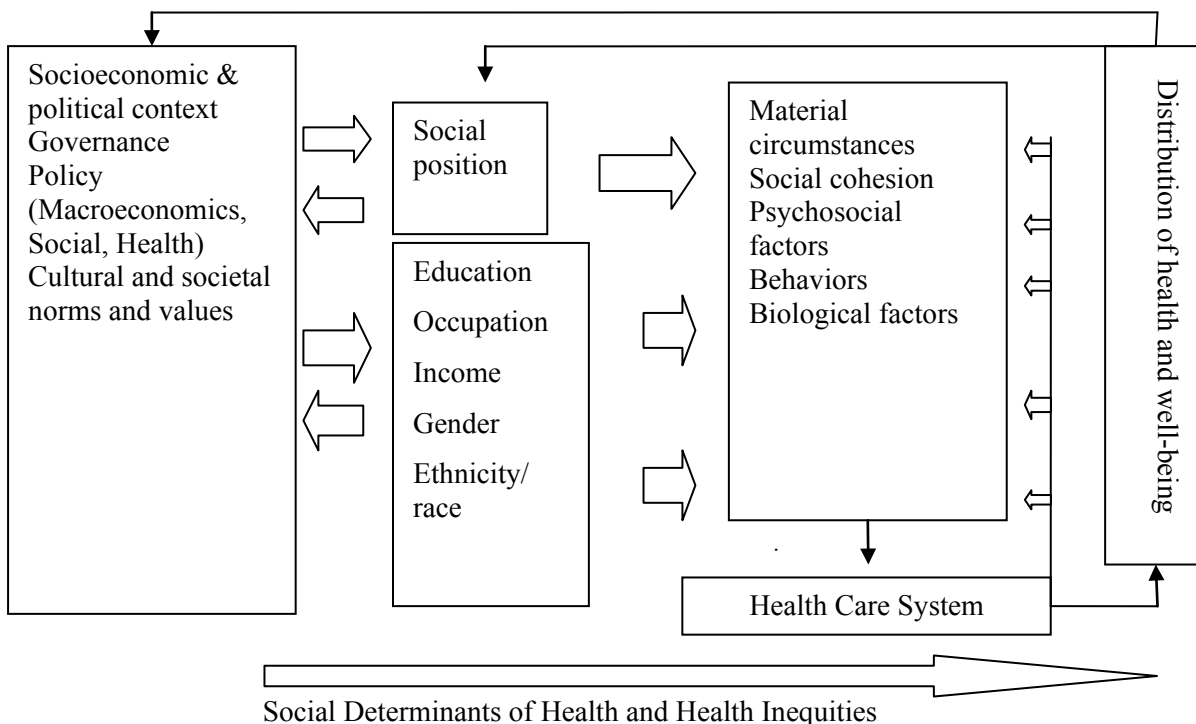 Socioeconomic &
political context
Governance
Policy
(Macroeconomics,
Social, Health)
Cultural and societal
norms and values
Social
position
Education
Occupation
Income
Gender
Ethnicity/
race
Material
circumstances
Social cohesion
Psychosocial
factors
Behaviors
Biological factors
Health Care System
Distribution of health and well-being
Social Determinants of Health and Health Inequities